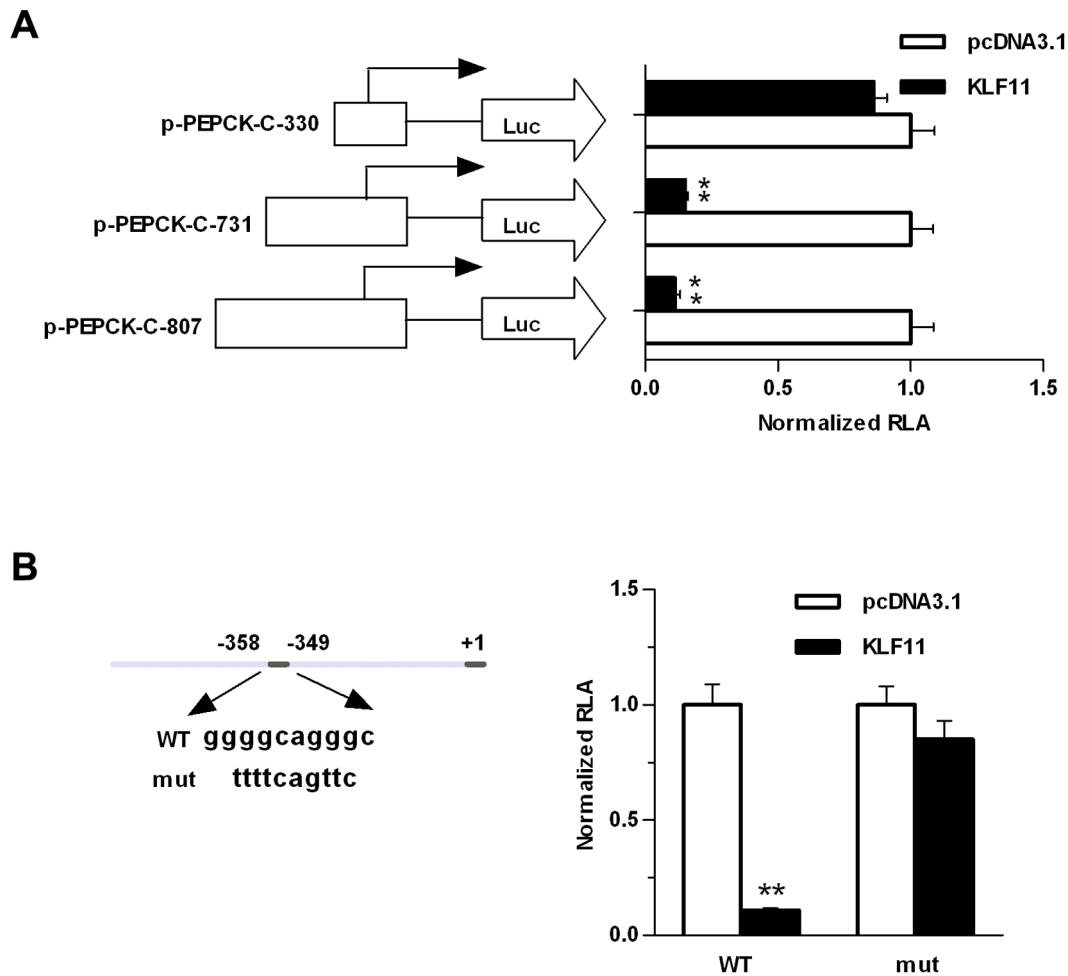 A
pcDNA3.1
KLF11
p-PEPCK-C-330
Luc
**
p-PEPCK-C-731
Luc
**
p-PEPCK-C-807
Luc
0.0 0.5 1.0 1.5
Normalized RLA
B
-358 -349 +1
WT ggggcagggc
mut ttttcagttc
1.5
1.0
0.5
0.0
Normalized RLA
pcDNA3.1
KLF11
**
WT mut